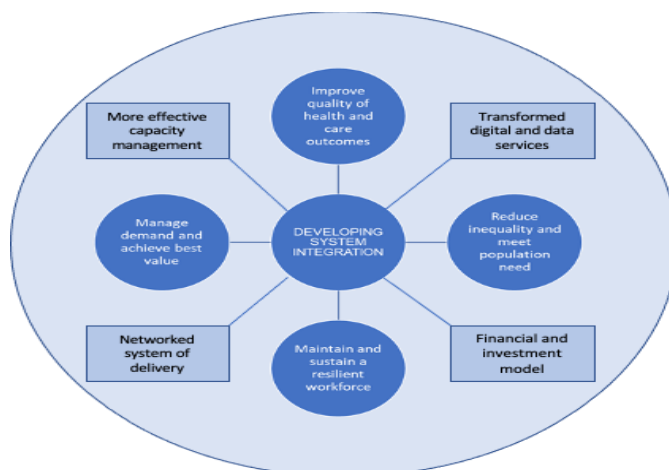 Improve
quality of
health and
care
outcomes
More effective
capacity
management
Transformed
digital and data
services
Manage
demand and
achieve best
value
DEVELOPING
SYSTEM
INTEGRATION
Reduce
inequality and
meet
population
need
Networked
system of
delivery
Maintain and
sustain a
resilient
workforce
Financial and
investment
model